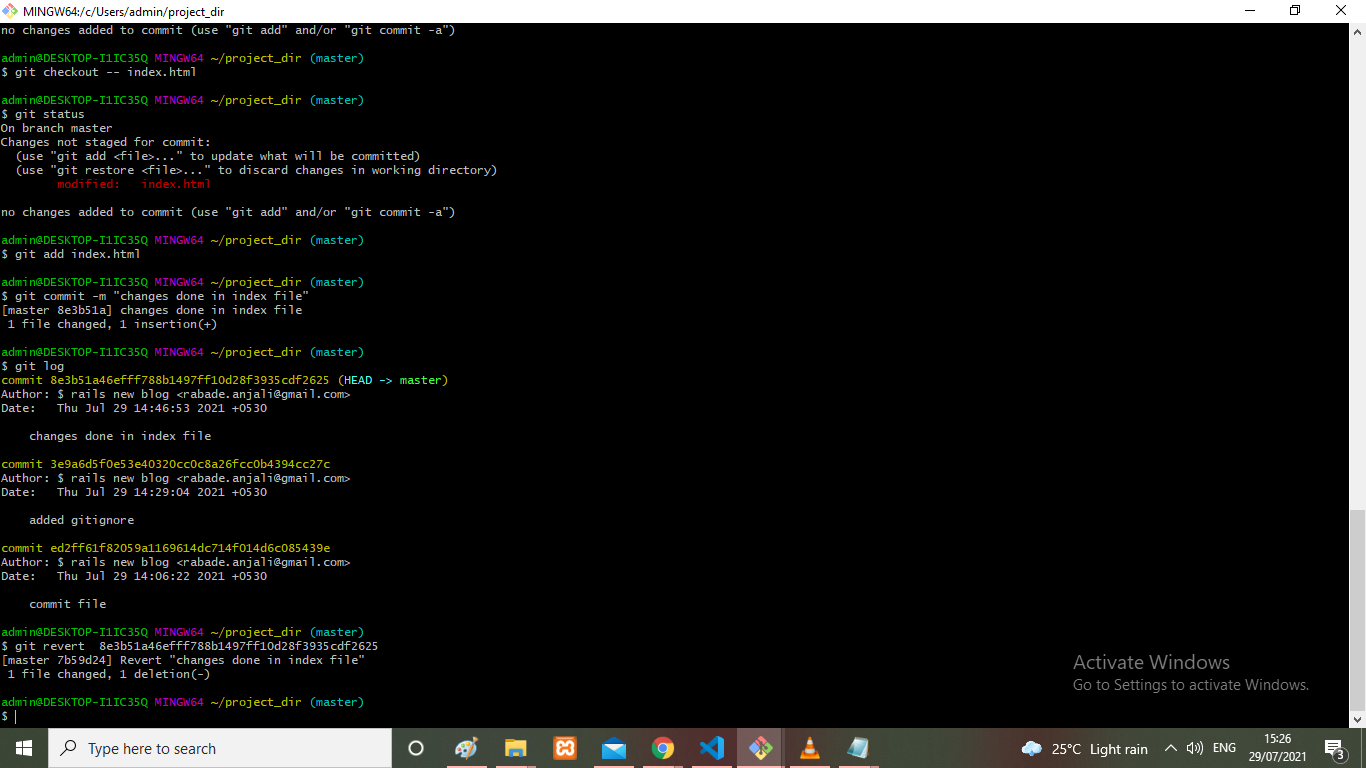 MINGW64:/c/Users/admin/project_dir
no changes added to commit (use "git add" and/or "git commit -a")
admin@DESKTOP-I1IC35Q MINGW64 ~/project_dir (master)
$ git checkout -- index.html
admin@DESKTOP-I1IC35Q MINGW64 ~/project_dir (master)
$ git status
On branch master
Changes not staged for commit:
  (use "git add <file>..." to update what will be committed)
  (use "git restore <file>..." to discard changes in working directory)
        modified:   index.html
no changes added to commit (use "git add" and/or "git commit -a")
admin@DESKTOP-I1IC35Q MINGW64 ~/project_dir (master)
$ git add index.html
admin@DESKTOP-I1IC35Q MINGW64 ~/project_dir (master)
$ git commit -m "changes done in index file"
[master 8e3b51a] changes done in index file
 1 file changed, 1 insertion(+)
admin@DESKTOP-I1IC35Q MINGW64 ~/project_dir (master)
$ git log
commit 8e3b51a46efff788b1497ff10d28f3935cdf2625 (HEAD -> master)
Author: $ rails new blog <rabade.anjali@gmail.com>
Date:   Thu Jul 29 14:46:53 2021 +0530
    changes done in index file
commit 3e9a6d5f0e53e40320cc0c8a26fcc0b4394cc27c
Author: $ rails new blog <rabade.anjali@gmail.com>
Date:   Thu Jul 29 14:29:04 2021 +0530
    added gitignore
commit ed2ff61f82059a1169614dc714f014d6c085439e
Author: $ rails new blog <rabade.anjali@gmail.com>
Date:   Thu Jul 29 14:06:22 2021 +0530
    commit file
admin@DESKTOP-I1IC35Q MINGW64 ~/project_dir (master)
$ git revert  8e3b51a46efff788b1497ff10d28f3935cdf2625
[master 7b59d24] Revert "changes done in index file"
 1 file changed, 1 deletion(-)
admin@DESKTOP-I1IC35Q MINGW64 ~/project_dir (master)
$
Activate Windows
Go to Settings to activate Windows.
Type here to search
25°C Light rain
ENG
15:26
29/07/2021
3